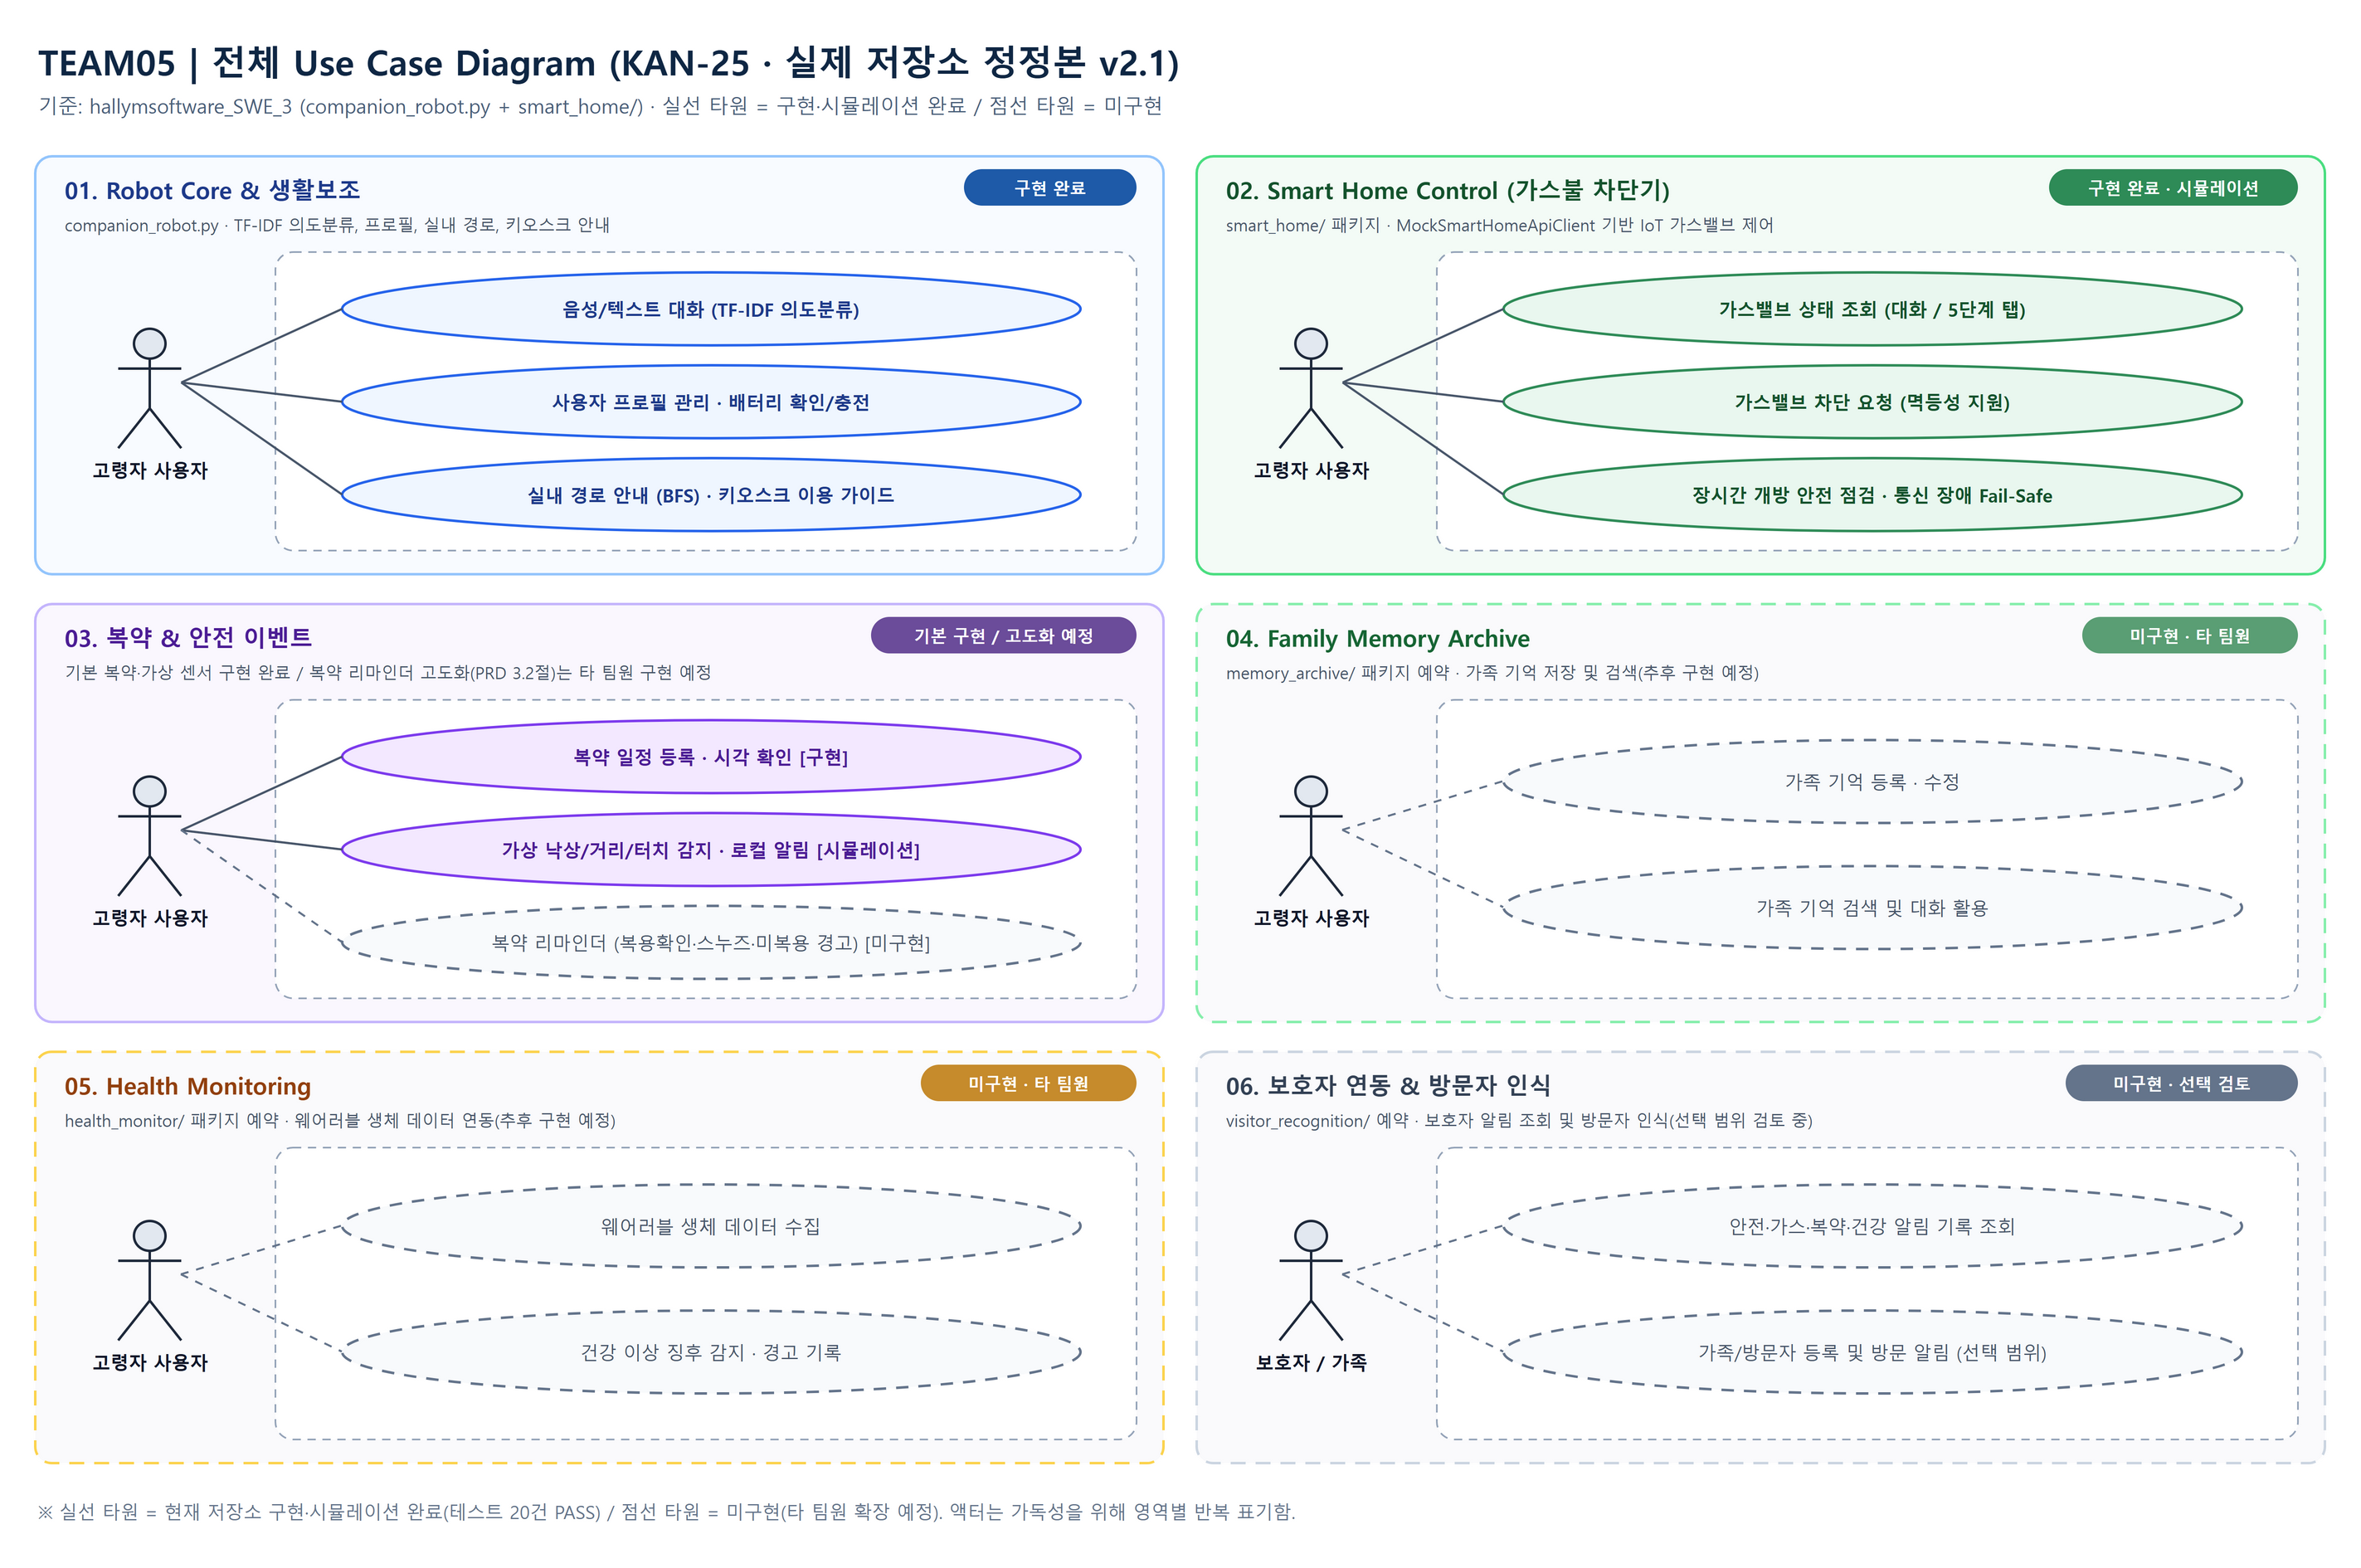 TEAM05 | 전체 Use Case Diagram (KAN-25 · 실제 저장소 정정본 v2.1)
기준: hallymsoftware_SWE_3 (companion_robot.py + smart_home/) · 실선 타원 = 구현·시뮬레이션 완료 / 점선 타원 = 미구현
01. Robot Core & 생활보조
구현 완료
companion_robot.py · TF-IDF 의도분류, 프로필, 실내 경로, 키오스크 안내
음성/텍스트 대화 (TF-IDF 의도분류)
사용자 프로필 관리 · 배터리 확인/충전
실내 경로 안내 (BFS) · 키오스크 이용 가이드
고령자 사용자
02. Smart Home Control (가스불 차단기)
구현 완료 · 시뮬레이션
smart_home/ 패키지 · MockSmartHomeApiClient 기반 IoT 가스밸브 제어
가스밸브 상태 조회 (대화 / 5단계 탭)
가스밸브 차단 요청 (멱등성 지원)
장시간 개방 안전 점검 · 통신 장애 Fail-Safe
고령자 사용자
03. 복약 & 안전 이벤트
기본 구현 / 고도화 예정
기본 복약·가상 센서 구현 완료 / 복약 리마인더 고도화(PRD 3.2절)는 타 팀원 구현 예정
복약 일정 등록 · 시각 확인 [구현]
가상 낙상/거리/터치 감지 · 로컬 알림 [시뮬레이션]
복약 리마인더 (복용확인·스누즈·미복용 경고) [미구현]
고령자 사용자
04. Family Memory Archive
미구현 · 타 팀원
memory_archive/ 패키지 예약 · 가족 기억 저장 및 검색(추후 구현 예정)
가족 기억 등록 · 수정
가족 기억 검색 및 대화 활용
고령자 사용자
05. Health Monitoring
미구현 · 타 팀원
health_monitor/ 패키지 예약 · 웨어러블 생체 데이터 연동(추후 구현 예정)
웨어러블 생체 데이터 수집
건강 이상 징후 감지 · 경고 기록
고령자 사용자
06. 보호자 연동 & 방문자 인식
미구현 · 선택 검토
visitor_recognition/ 예약 · 보호자 알림 조회 및 방문자 인식(선택 범위 검토 중)
안전·가스·복약·건강 알림 기록 조회
가족/방문자 등록 및 방문 알림 (선택 범위)
보호자 / 가족
※ 실선 타원 = 현재 저장소 구현·시뮬레이션 완료(테스트 20건 PASS) / 점선 타원 = 미구현(타 팀원 확장 예정). 액터는 가독성을 위해 영역별 반복 표기함.